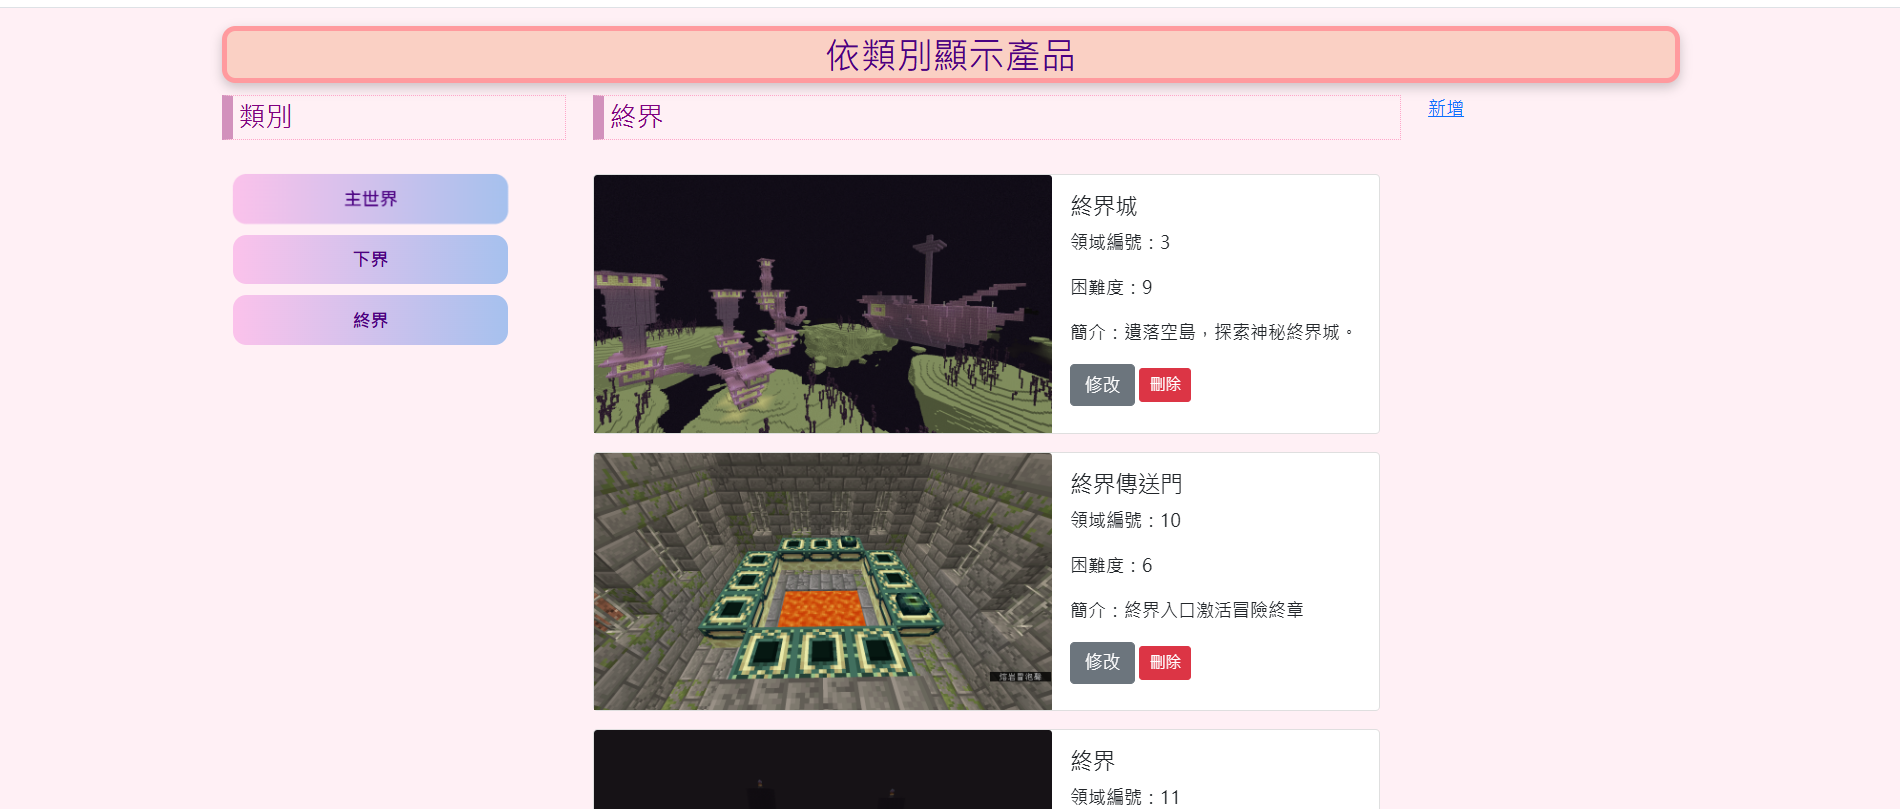 依類別顯示產品
類別
終界
新增
主世界
下界
終界
終界城
領域編號：3
困難度：9
簡介：遺落空島，探索神秘終界城。
修改 刪除
終界傳送門
領域編號：10
困難度：6
簡介：終界入口激活冒險終章
修改 刪除
終界
領域編號：11